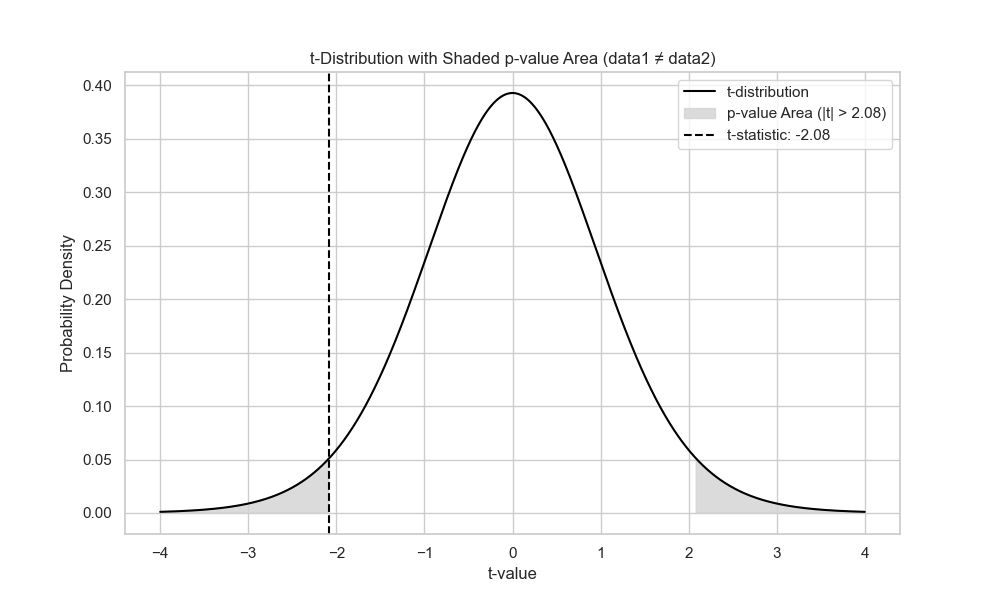 t-Distribution with Shaded p-value Area (data1 ≠ data2)
t-distribution
p-value Area (|t| > 2.08)
t-statistic: -2.08
Probability Density
0.40
0.35
0.30
0.25
0.20
0.15
0.10
0.05
0.00
−4 −3 −2 −1 0 1 2 3 4
t-value